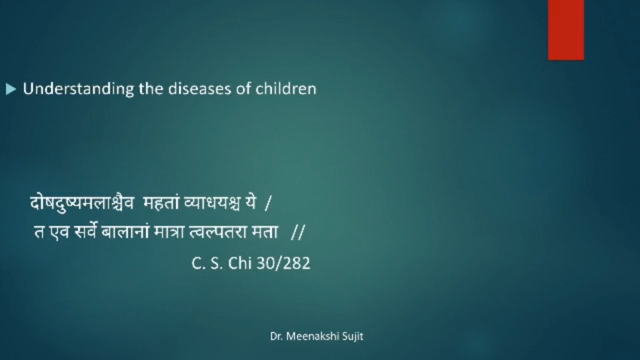 Understanding the diseases of children
दोषदुष्यमलाश्चैव महतां व्याधयश्च ये /
त एव सर्वे बालानां मात्रा त्वल्पतरा मता //
C. S. Chi 30/282
Dr. Meenakshi Sujit